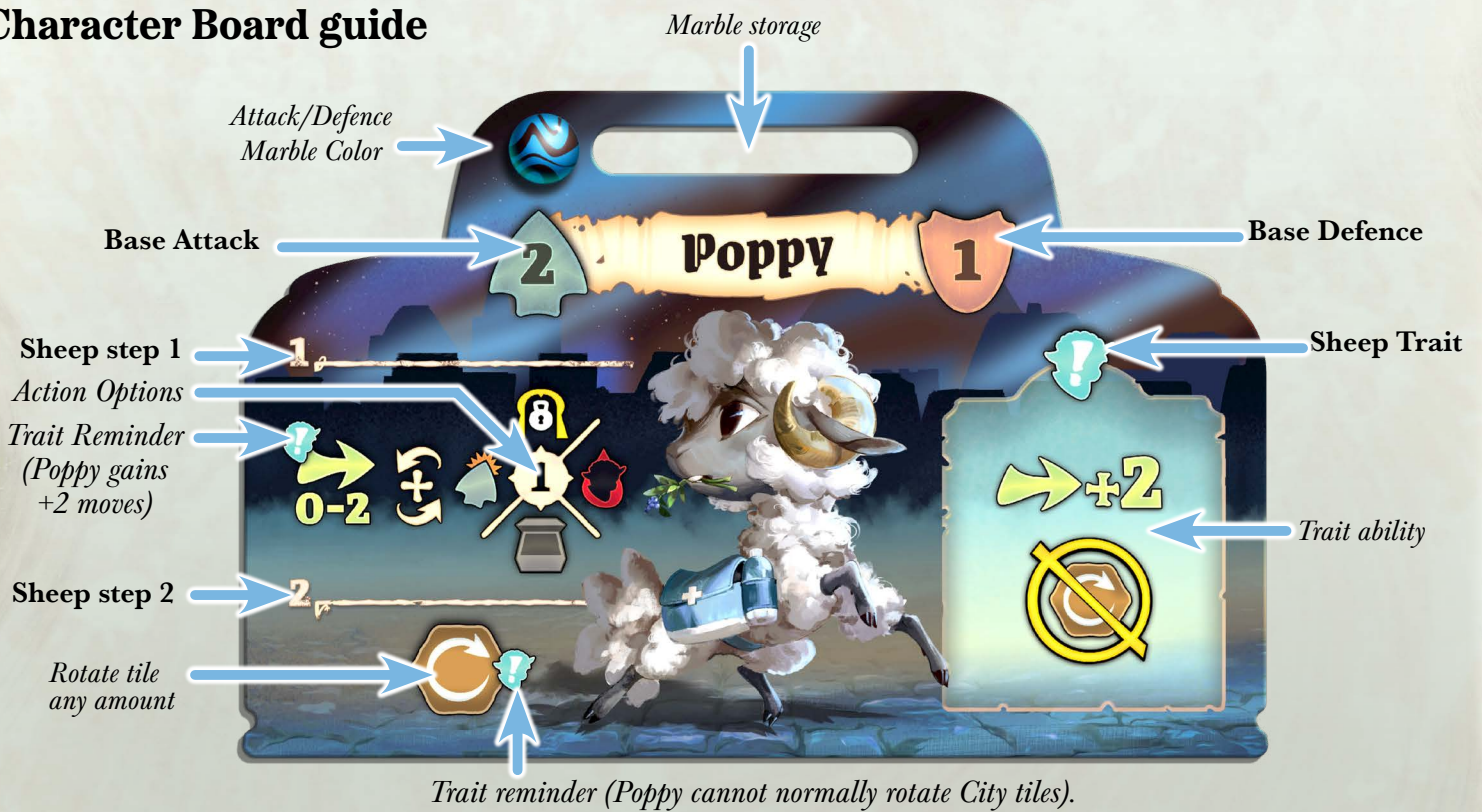 Character Board guide
Marble storage
Attack/Defence
Marble Color
Base Attack
2
Poppy
1
Base Defence
Sheep step 1
1
Sheep Trait
Action Options
Trait Reminder
(Poppy gains
+2 moves)
!
0-2
1
!
+2
Trait ability
Sheep step 2
2
Rotate tile
any amount
!
Trait reminder (Poppy cannot normally rotate City tiles).